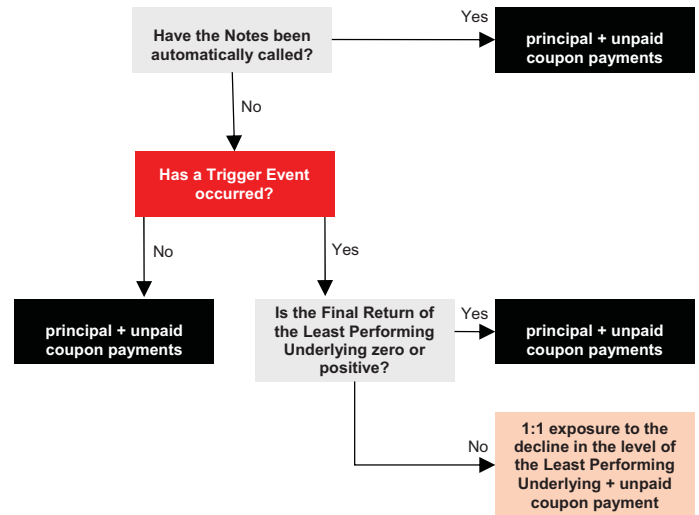 Have the Notes been
automatically called?
Yes
principal + unpaid
coupon payments
No
Has a Trigger Event
occurred?
No
Yes
principal + unpaid
coupon payments
Is the Final Return of
the Least Performing
Underlying zero or
positive?
Yes
principal + unpaid
coupon payments
No
1:1 exposure to the
decline in the level of
the Least Performing
Underlying + unpaid
coupon payment